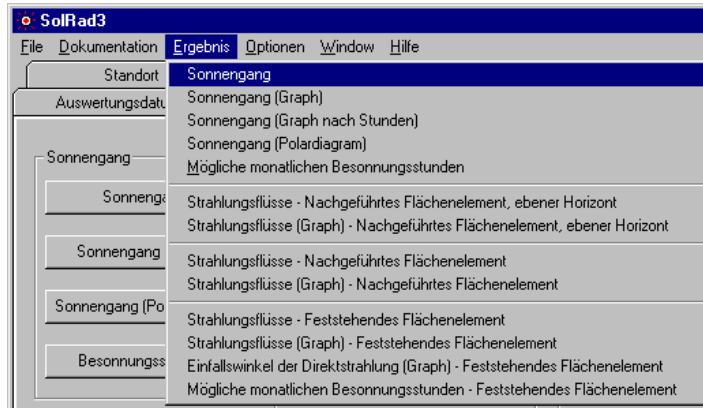 SolRad3
File Dokumentation Ergebnis Optionen Window Hilfe
Standort
Auswertungsdatu
Sonnengang
Sonneng
Sonnengang
Sonnengang (Po
Besonnungss
Sonnengang
Sonnengang (Graph)
Sonnengang (Graph nach Stunden)
Sonnengang (Polardiagram)
Mögliche monatlichen Besonnungsstunden
Strahlungsflüsse - Nachgeführtes Flächenelement, ebener Horizont
Strahlungsflüsse (Graph) - Nachgeführtes Flächenelement, ebener Horizont
Strahlungsflüsse - Nachgeführtes Flächenelement
Strahlungsflüsse (Graph) - Nachgeführtes Flächenelement
Strahlungsflüsse - Feststehendes Flächenelement
Strahlungsflüsse (Graph) - Feststehendes Flächenelement
Einfallswinkel der Direktstrahlung (Graph) - Feststehendes Flächenelement
Mögliche monatlichen Besonnungsstunden - Feststehendes Flächenelement